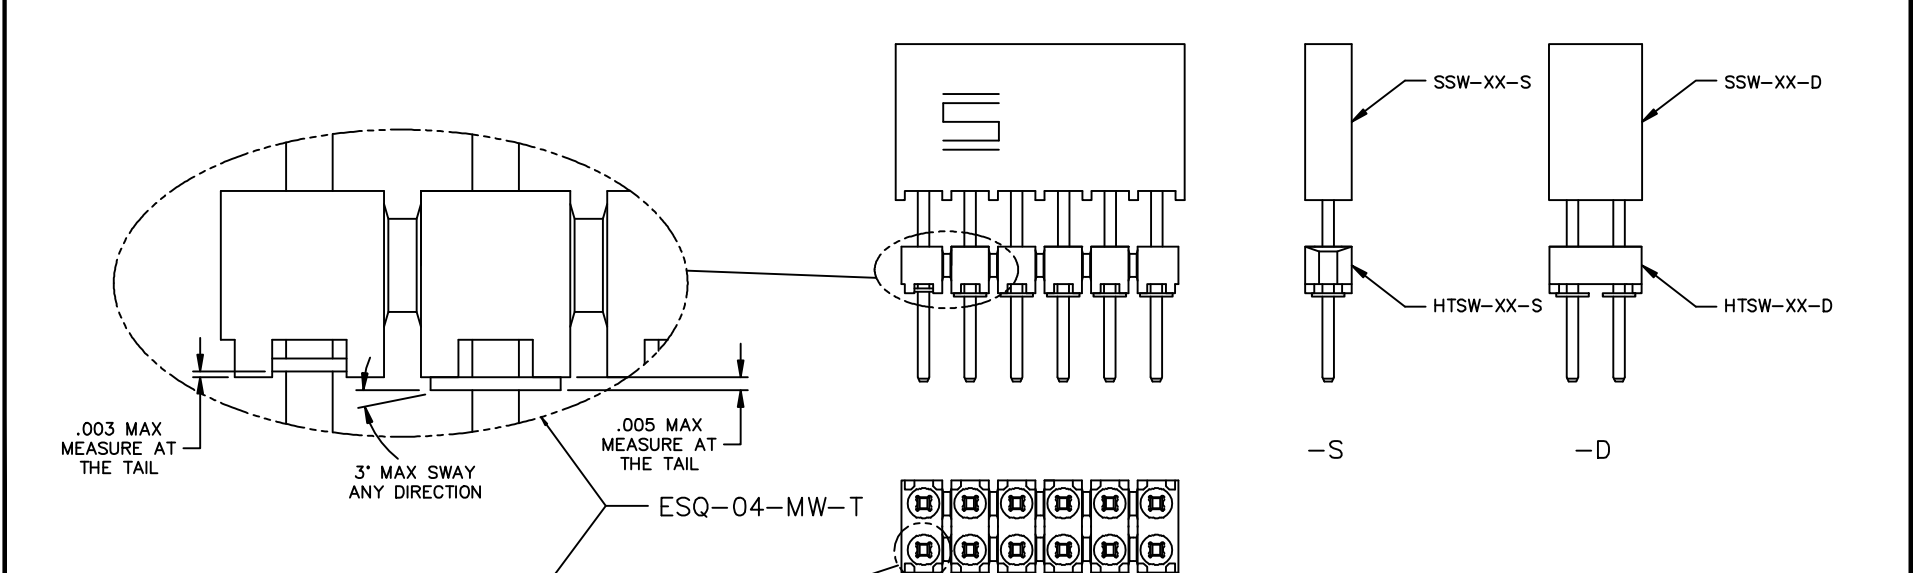 SSW-XX-S
SSW-XX-D
HTSW-XX-S
HTSW-XX-D
.003 MAX
MEASURE AT
THE TAIL
3° MAX SWAY
ANY DIRECTION
.005 MAX
MEASURE AT
THE TAIL
-S
-D
ESQ-04-MW-T